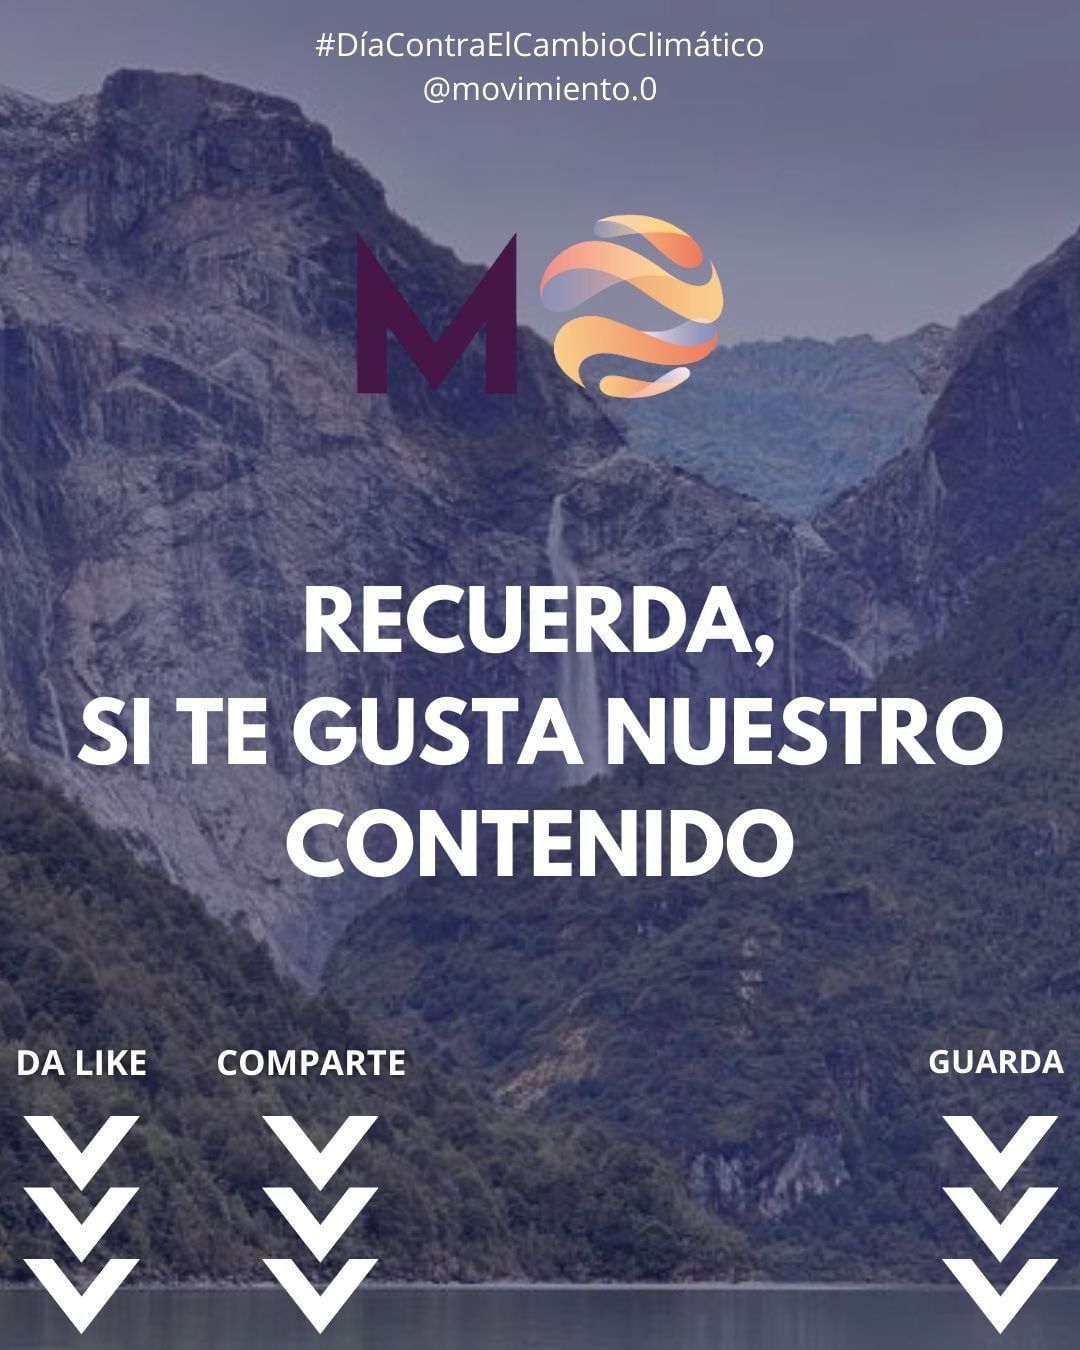 #DíaContraElCambioClimático
@movimiento.0
M
RECUERDA,
SI TE GUSTA NUESTRO
CONTENIDO
DA LIKE COMPARTE GUARDA